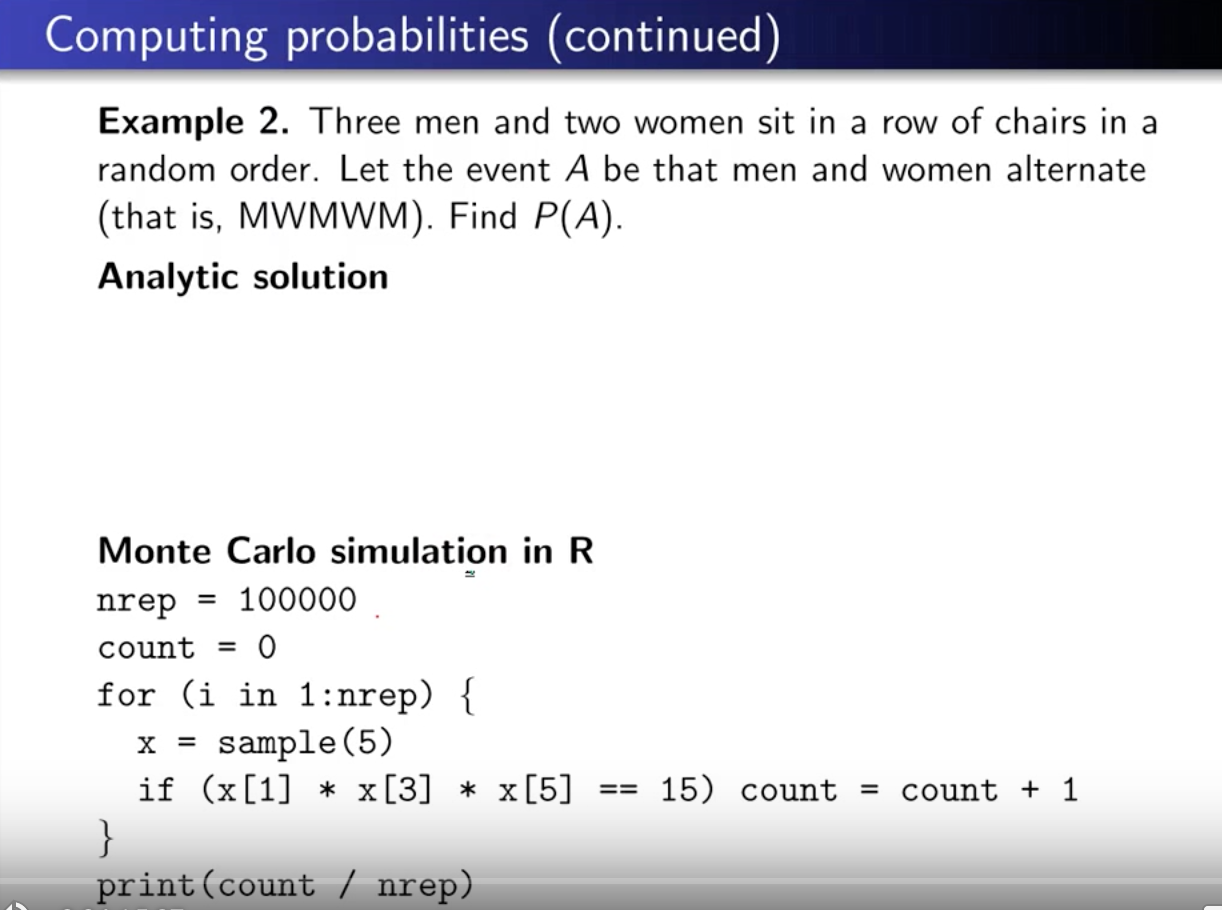 Computing probabilities (continued)
Example 2. Three men and two women sit in a row of chairs in a
random order. Let the event A be that men and women alternate
(that is, MWMWM). Find P(A).
Analytic solution
Monte Carlo simulation in R
nrep = 100000
count = 0
for (i in 1:nrep) {
  x = sample(5)
  if (x[1] * x[3] * x[5] == 15) count = count + 1
}
print(count / nrep)